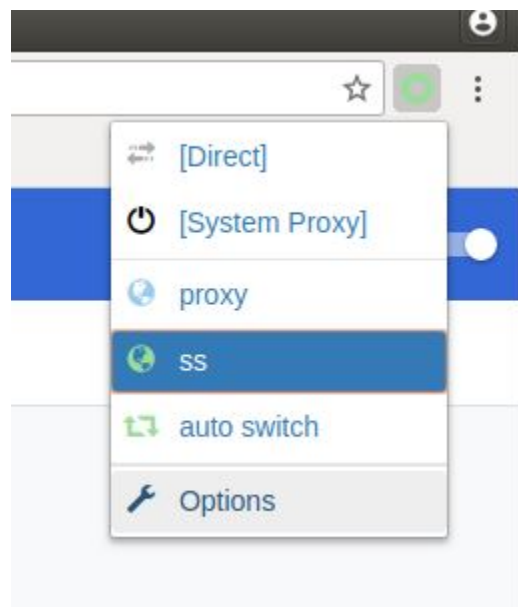 [Direct]
[System Proxy]
proxy
ss
auto switch
Options